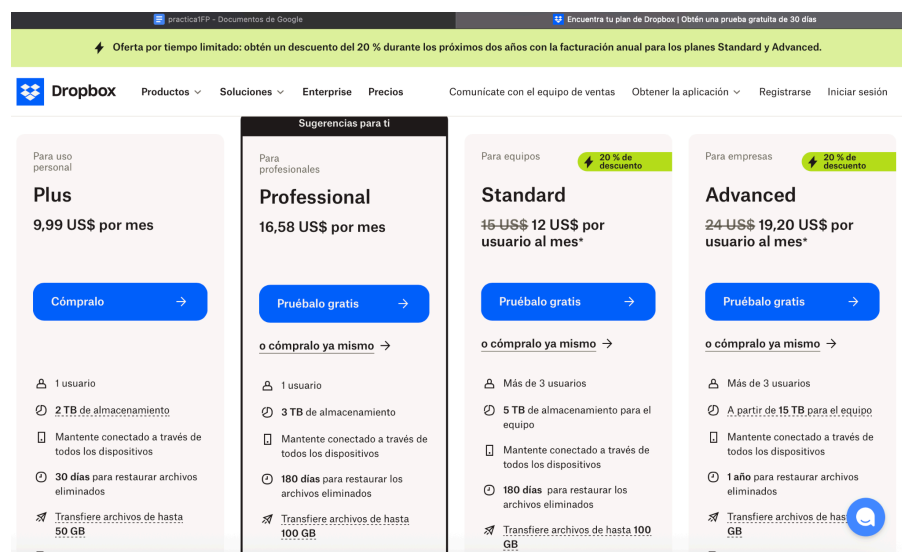 practica1FP - Documentos de Google
Encuentra tu plan de Dropbox | Obtén una prueba gratuita de 30 días
Oferta por tiempo limitado: obtén un descuento del 20 % durante los próximos dos años con la facturación anual para los planes Standard y Advanced.
Dropbox
Productos
Soluciones
Enterprise
Precios
Comunícate con el equipo de ventas
Obtener la aplicación
Registrarse
Iniciar sesión
Para uso
personal
Plus
9,99 US$ por mes
Cómpralo
1 usuario
2 TB de almacenamiento
Mantente conectado a través de
todos los dispositivos
30 días para restaurar archivos
eliminados
Transfiere archivos de hasta
50 GB
Sugerencias para ti
Para
profesionales
Professional
16,58 US$ por mes
Pruébalo gratis
o cómpralo ya mismo
1 usuario
3 TB de almacenamiento
Mantente conectado a través de
todos los dispositivos
180 días para restaurar los
archivos eliminados
Transfiere archivos de hasta
100 GB
Para equipos
20 % de
descuento
Standard
15 US$ 12 US$ por
usuario al mes*
Pruébalo gratis
o cómpralo ya mismo
Más de 3 usuarios
5 TB de almacenamiento para el
equipo
Mantente conectado a través de
todos los dispositivos
180 días para restaurar los
archivos eliminados
Transfiere archivos de hasta 100
GB
Para empresas
20 % de
descuento
Advanced
24 US$ 19,20 US$ por
usuario al mes*
Pruébalo gratis
o cómpralo ya mismo
Más de 3 usuarios
A partir de 15 TB para el equipo
Mantente conectado a través de
todos los dispositivos
1 año para restaurar archivos
eliminados
Transfiere archivos de
GB